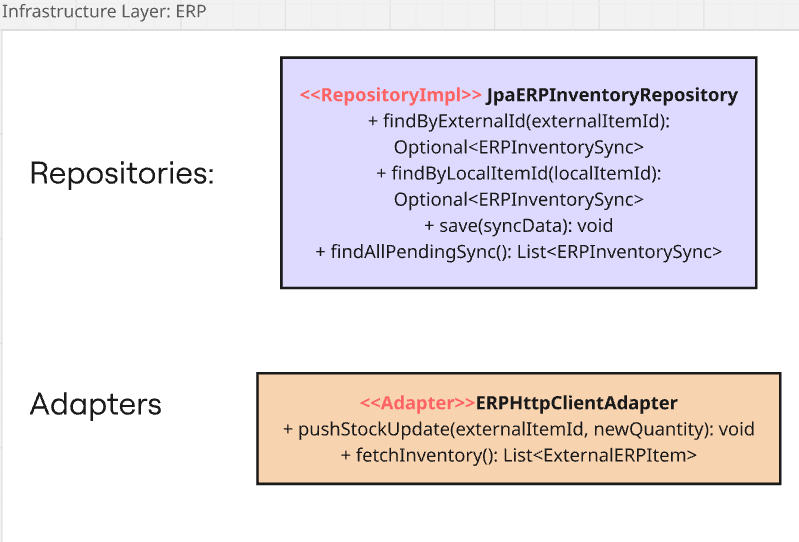 Infrastructure Layer: ERP
Repositories:
<<RepositoryImpl>> JpaERPInventoryRepository
+ findByExternalId(externalItemId):
Optional<ERPInventorySync>
+ findByLocalItemId(localItemId):
Optional<ERPInventorySync>
+ save(syncData): void
+ findAllPendingSync(): List<ERPInventorySync>
Adapters
<<Adapter>>ERPHttpClientAdapter
+ pushStockUpdate(externalItemId, newQuantity): void
+ fetchInventory(): List<ExternalERPItem>